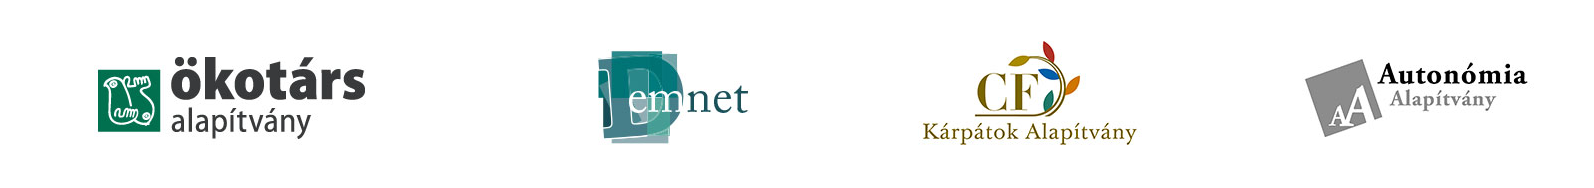 ökotárs
alapítvány
Demnet
CF
Kárpátok Alapítvány
AA
Autonómia
Alapítvány